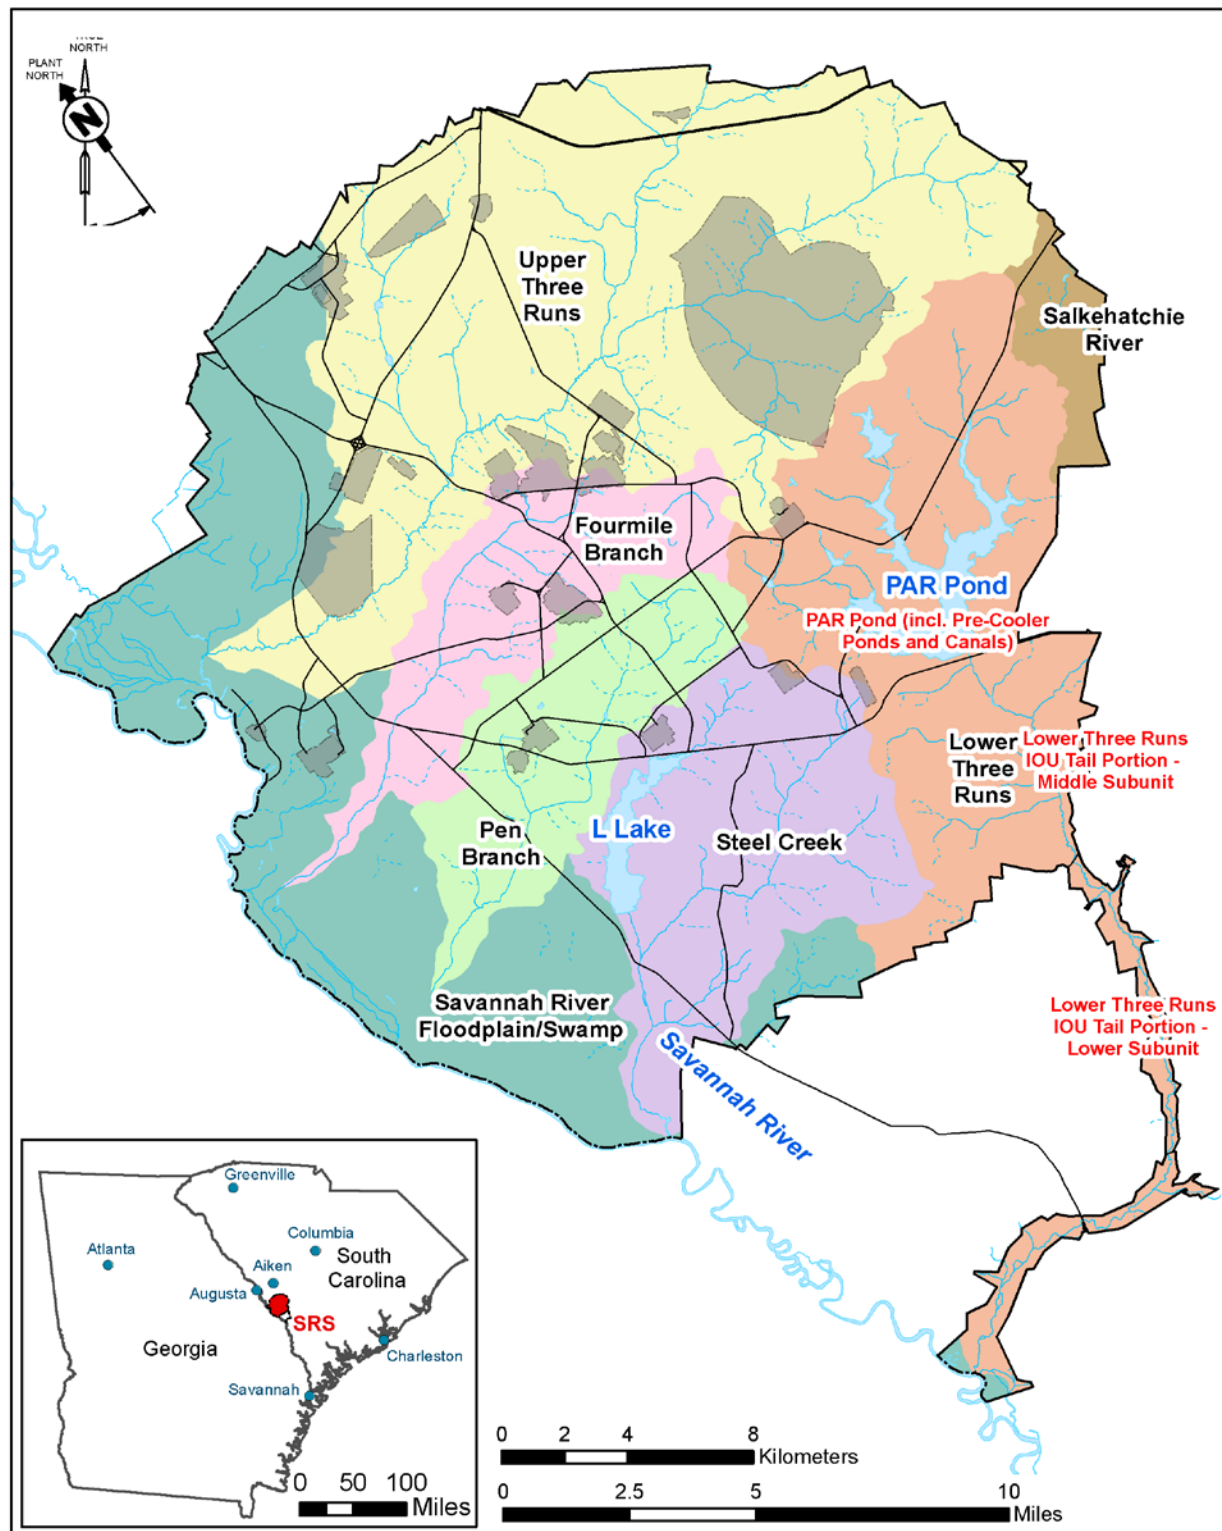 NORTH
PLANT
NORTH
N
Upper
Three
Runs
Salkehatchie
River
Fourmile
Branch
PAR Pond
PAR Pond (incl. Pre-Cooler
Ponds and Canals)
Lower
Three
Runs
Lower Three Runs
IOU Tail Portion -
Middle Subunit
L Lake
Pen
Branch
Steel Creek
Savannah River
Floodplain/Swamp
Lower Three Runs
IOU Tail Portion -
Lower Subunit
Savannah River
Greenville
Columbia
Atlanta
South
Carolina
Aiken
Augusta
SRS
Georgia
Charleston
Savannah
0 50 100
Miles
0 2 4 8
Kilometers
0 2.5 5 10
Miles